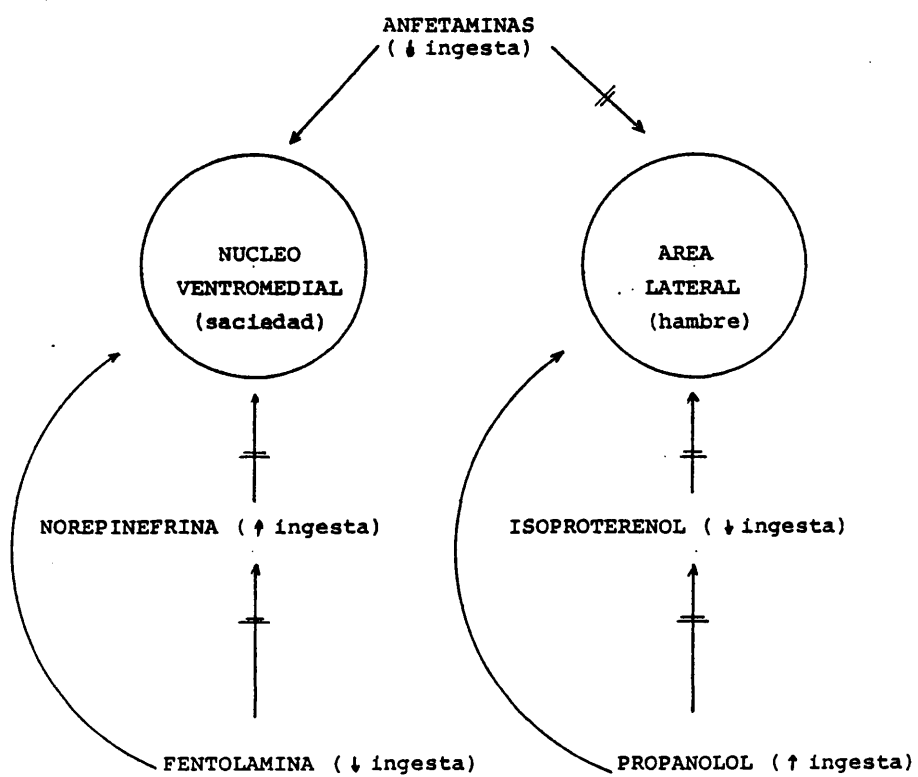 ANFETAMINAS
(↓ ingesta)
NUCLEO
VENTROMEDIAL
(saciedad)
AREA
LATERAL
(hambre)
NOREPINEFRINA (↑ ingesta)
ISOPROTERENOL (↓ ingesta)
FENTOLAMINA (↓ ingesta)
PROPANOLOL (↑ ingesta)